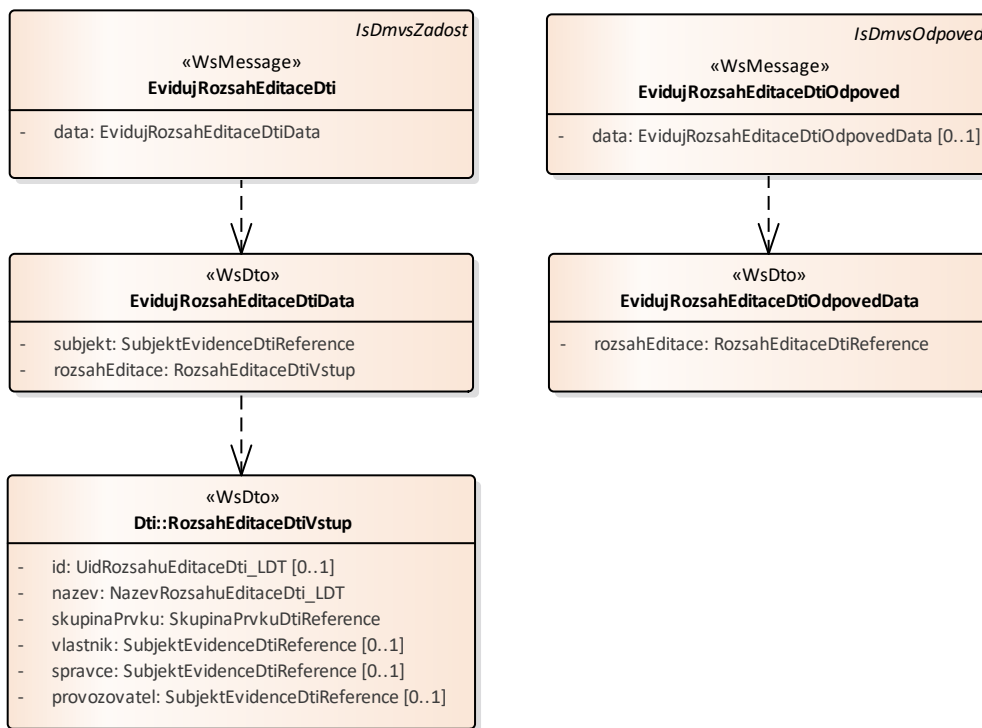 IsDmvsZadost
«WsMessage»
EvidujRozsahEditaceDti
- data: EvidujRozsahEditaceDtiData
«WsDto»
EvidujRozsahEditaceDtiData
- subjekt: SubjektEvidenceDtiReference
- rozsahEditace: RozsahEditaceDtiVstup
«WsDto»
Dti::RozsahEditaceDtiVstup
- id: UidRozsahuEditaceDti_LDT [0..1]
- nazev: NazevRozsahuEditaceDti_LDT
- skupinaPrvku: SkupinaPrvkuDtiReference
- vlastnik: SubjektEvidenceDtiReference [0..1]
- spravce: SubjektEvidenceDtiReference [0..1]
- provozovatel: SubjektEvidenceDtiReference [0..1]
IsDmvsOdpoved
«WsMessage»
EvidujRozsahEditaceDtiOdpoved
- data: EvidujRozsahEditaceDtiOdpovedData [0..1]
«WsDto»
EvidujRozsahEditaceDtiOdpovedData
- rozsahEditace: RozsahEditaceDtiReference